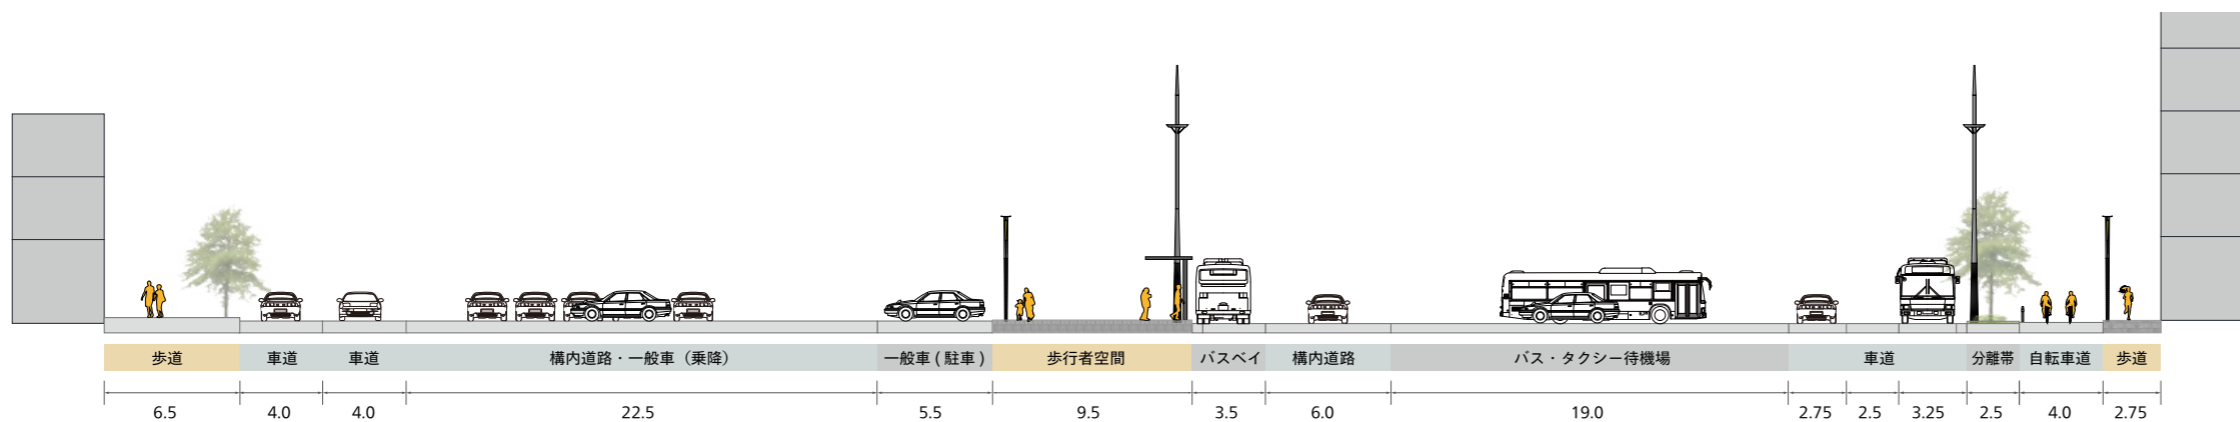 歩道 車道 車道 構内道路・一般車（乗降） 一般車 ( 駐車 ) 歩行者空間 バスベイ 構内道路 バス・タクシー待機場 車道 分離帯 自転車道 歩道
6.5 4.0 4.0 22.5 5.5 9.5 3.5 6.0 19.0 2.75 2.5 3.25 2.5 4.0 2.75